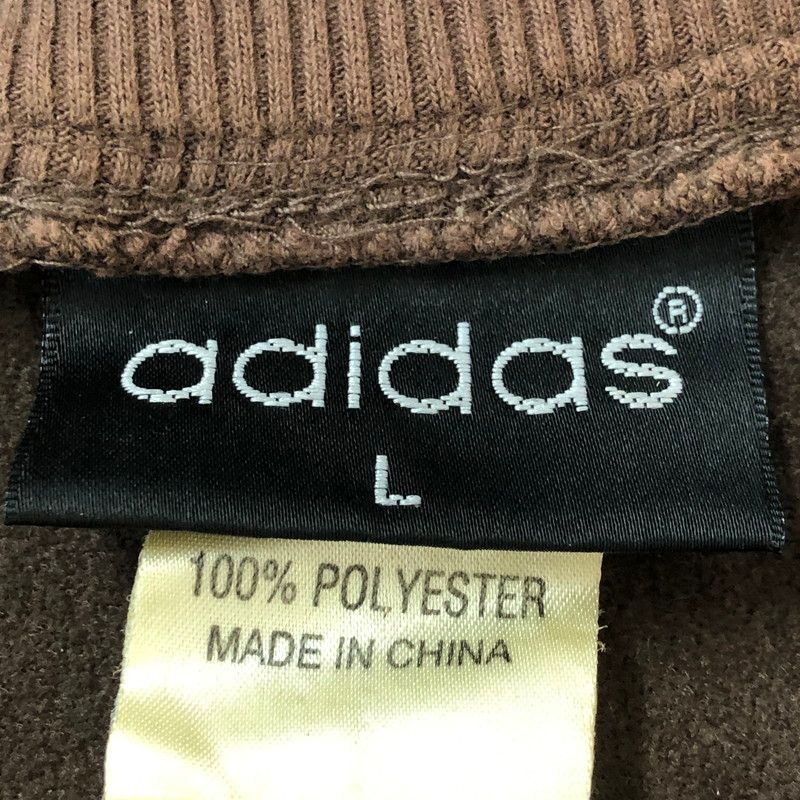 adidas®
L
100% POLYESTER
MADE IN CHINA